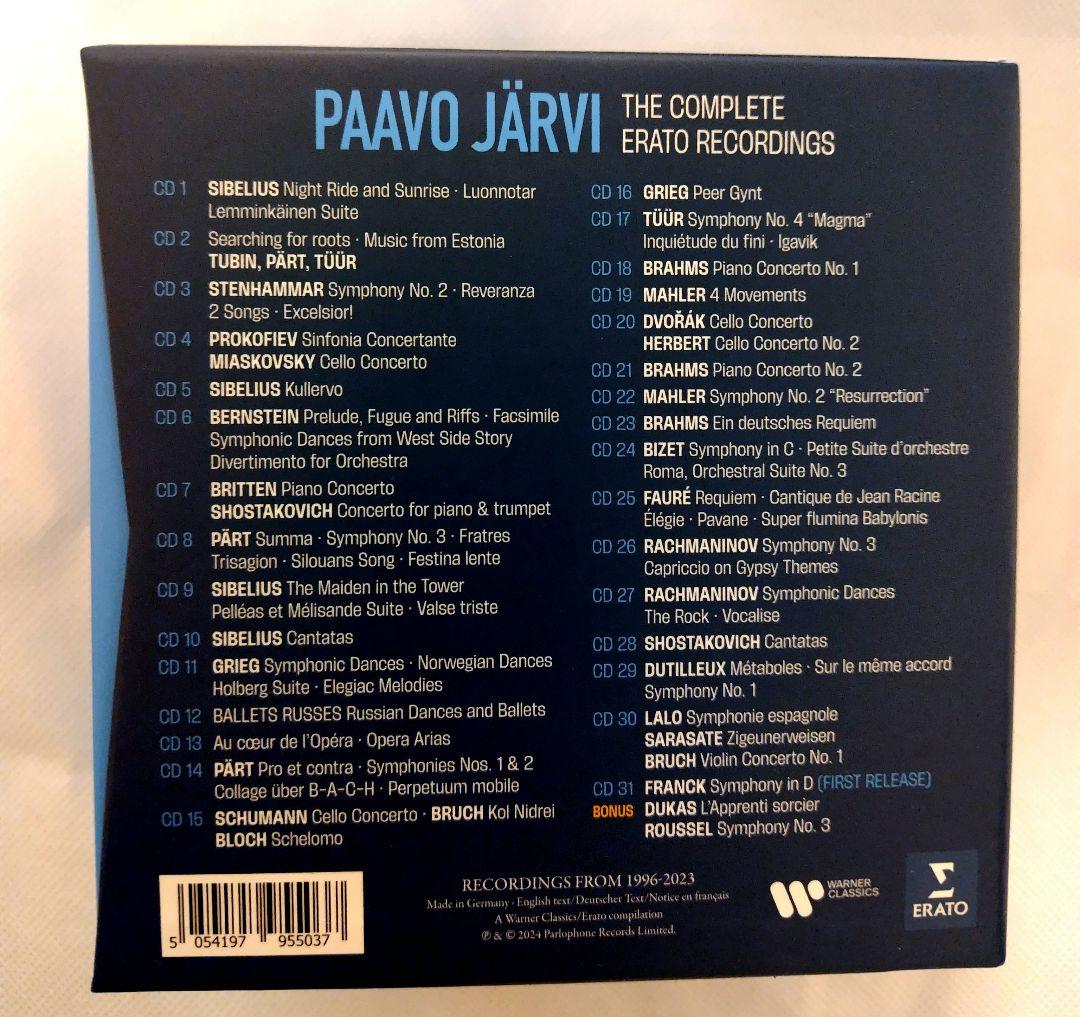 PAAVO JÄRVI
THE COMPLETE
ERATO RECORDINGS
CD 1 SIBELIUS Night Ride and Sunrise · Luonnotar
Lemminkäinen Suite
CD 2 Searching for roots · Music from Estonia
TUBIN, PÄRT, TÜÜR
CD 3 STENHAMMAR Symphony No. 2 · Reveranza
2 Songs · Excelsior!
CD 4 PROKOFIEV Sinfonia Concertante
MIASKOVSKY Cello Concerto
CD 5 SIBELIUS Kullervo
CD 6 BERNSTEIN Prelude, Fugue and Riffs · Facsimile
Symphonic Dances from West Side Story
Divertimento for Orchestra
CD 7 BRITTEN Piano Concerto
SHOSTAKOVICH Concerto for piano & trumpet
CD 8 PÄRT Summa · Symphony No. 3 · Fratres
Trisagion · Silouans Song · Festina lente
CD 9 SIBELIUS The Maiden in the Tower
Pelléas et Mélisande Suite · Valse triste
CD 10 SIBELIUS Cantatas
CD 11 GRIEG Symphonic Dances · Norwegian Dances
Holberg Suite · Elegiac Melodies
CD 12 BALLETS RUSSES Russian Dances and Ballets
CD 13 Au cœur de l'Opéra · Opera Arias
CD 14 PÄRT Pro et contra · Symphonies Nos. 1 & 2
Collage über B-A-C-H · Perpetuum mobile
CD 15 SCHUMANN Cello Concerto · BRUCH Kol Nidrei
BLOCH Schelomo
CD 16 GRIEG Peer Gynt
CD 17 TÜÜR Symphony No. 4 "Magma"
Inquiétude du fini · Igavik
CD 18 BRAHMS Piano Concerto No. 1
CD 19 MAHLER 4 Movements
CD 20 DVOŘÁK Cello Concerto
HERBERT Cello Concerto No. 2
CD 21 BRAHMS Piano Concerto No. 2
CD 22 MAHLER Symphony No. 2 "Resurrection"
CD 23 BRAHMS Ein deutsches Requiem
CD 24 BIZET Symphony in C · Petite Suite d'orchestre
Roma, Orchestral Suite No. 3
CD 25 FAURÉ Requiem · Cantique de Jean Racine
Élégie · Pavane · Super flumina Babylonis
CD 26 RACHMANINOV Symphony No. 3
Capriccio on Gypsy Themes
CD 27 RACHMANINOV Symphonic Dances
The Rock · Vocalise
CD 28 SHOSTAKOVICH Cantatas
CD 29 DUTILLEUX Métaboles · Sur le même accord
Symphony No. 1
CD 30 LALO Symphonie espagnole
SARASATE Zigeunerweisen
BRUCH Violin Concerto No. 1
CD 31 FRANCK Symphony in D (FIRST RELEASE)
BONUS DUKAS L'Apprenti sorcier
ROUSSEL Symphony No. 3
5 054197 955037
RECORDINGS FROM 1996-2023
Made in Germany · English text/Deutscher Text/Notice en français
A Warner Classics/Erato compilation
℗ & © 2024 Parlophone Records Limited.
WARNER
CLASSICS
ERATO